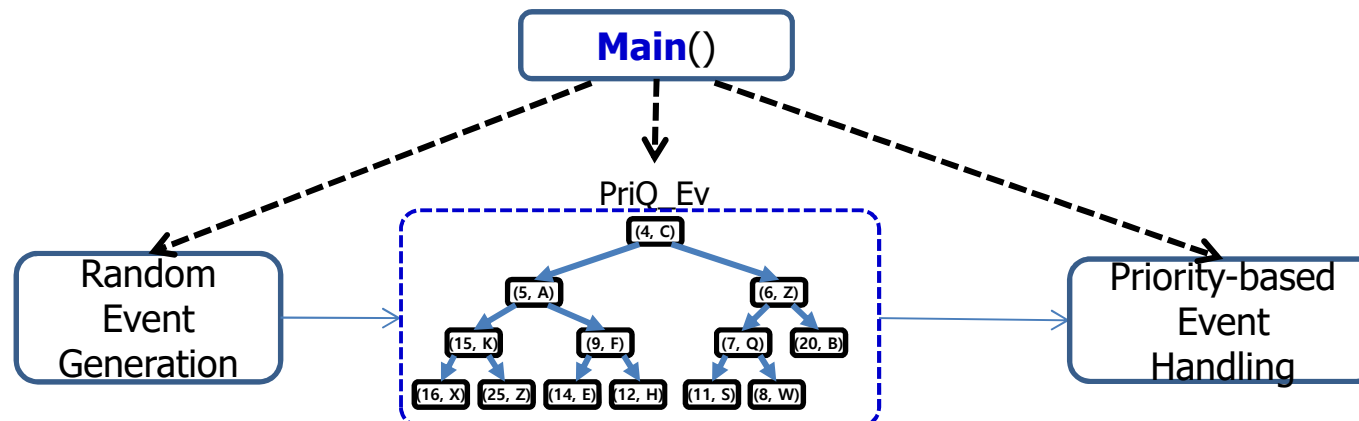 Main()
PriQ_Ev
(4, C)
Random
Event
Generation
(5, A)
(6, Z)
(15, K)
(9, F)
(7, Q)
(20, B)
(16, X)
(25, Z)
(14, E)
(12, H)
(11, S)
(8, W)
Priority-based
Event
Handling